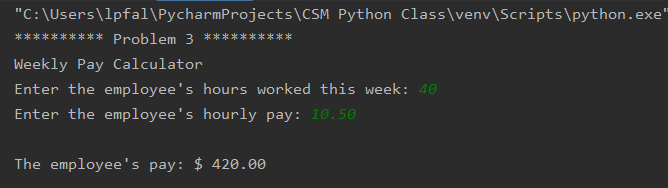 "C:\Users\lpfal\PycharmProjects\CSM Python Class\venv\Scripts\python.exe"
********** Problem 3 **********
Weekly Pay Calculator
Enter the employee's hours worked this week: 40
Enter the employee's hourly pay: 10.50
The employee's pay: $ 420.00